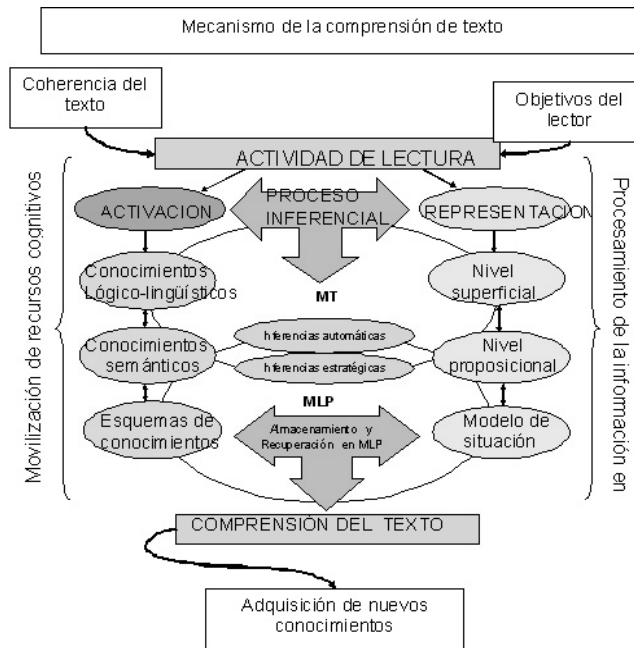 Mecanismo de la comprensión de texto
Coherencia del
texto
Objetivos del
lector
ACTIVIDAD DE LECTURA
ACTIVACION
PROCESO
INFERENCIAL
REPRESENTACION
Conocimientos
Lógico-lingüísticos
MT
Nivel
superficial
Conocimientos
semánticos
Inferencias automáticas
Inferencias estratégicas
Nivel
proposicional
MLP
Esquemas de
conocimientos
Almacenamiento y
Recuperación en MLP
Modelo de
situación
Movilización de recursos cognitivos
Procesamiento de la información en
COMPRENSIÓN DEL TEXTO
Adquisición de nuevos
conocimientos